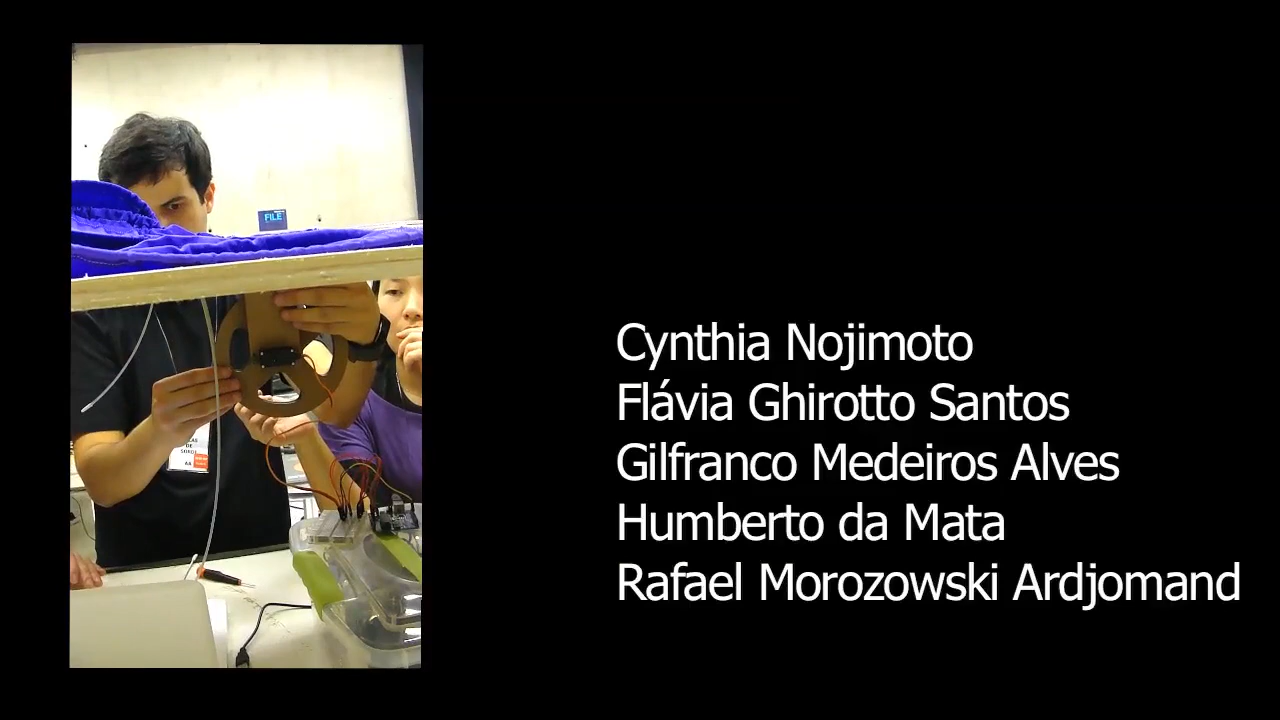 FILE
Cynthia Nojimoto
Flávia Ghirotto Santos
Gilfranco Medeiros Alves
Humberto da Mata
Rafael Morozowski Ardjomand